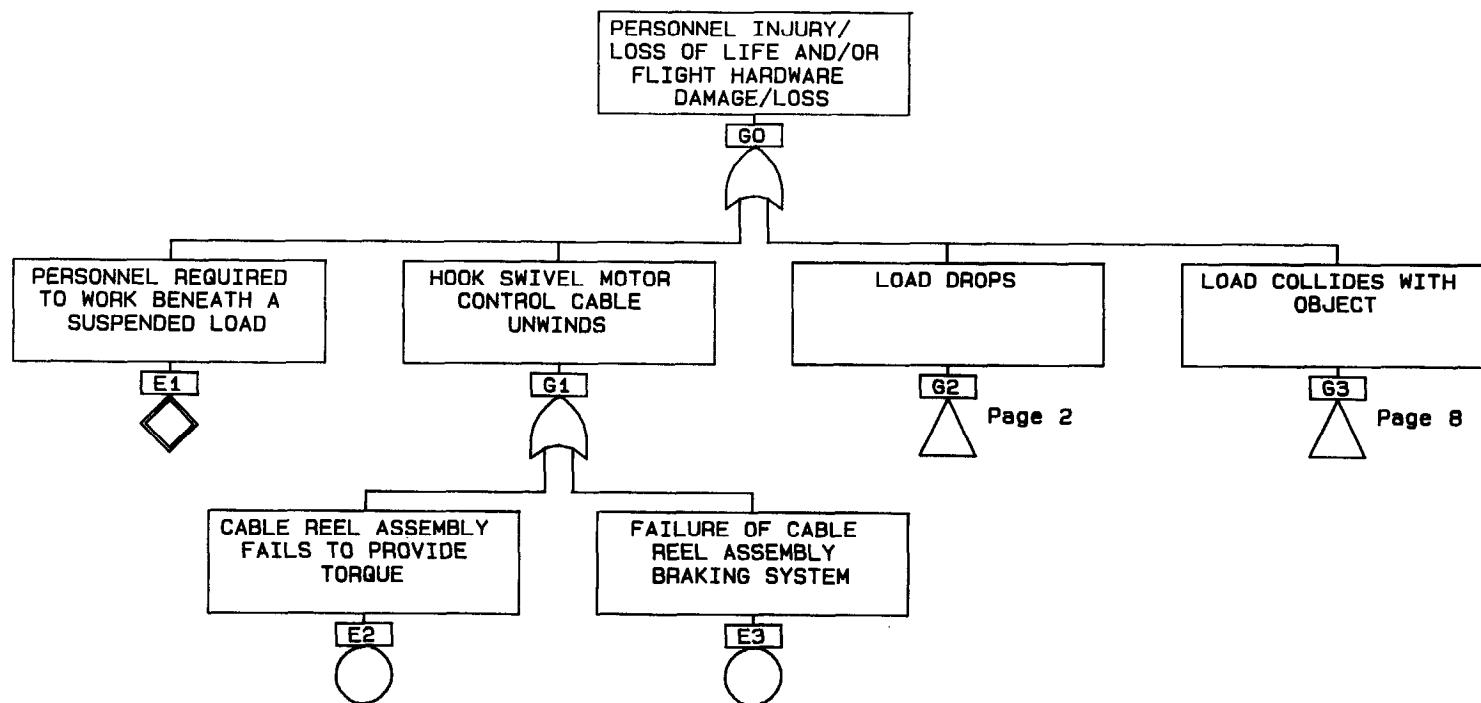 PERSONNEL INJURY/
LOSS OF LIFE AND/OR
FLIGHT HARDWARE
DAMAGE/LOSS
G0
PERSONNEL REQUIRED
TO WORK BENEATH A
SUSPENDED LOAD
E1
HOOK SWIVEL MOTOR
CONTROL CABLE
UNWINDS
G1
LOAD DROPS
G2
Page 2
LOAD COLLIDES WITH
OBJECT
G3
Page 8
CABLE REEL ASSEMBLY
FAILS TO PROVIDE
TORQUE
E2
FAILURE OF CABLE
REEL ASSEMBLY
BRAKING SYSTEM
E3